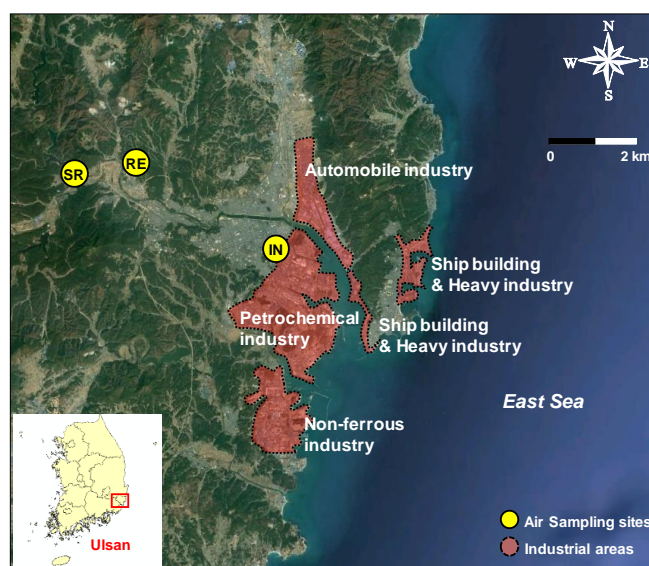 N
W E
S
0 2 km
RE
SR
Automobile industry
IN
Ship building
& Heavy industry
Petrochemical
industry
Ship building
& Heavy industry
East Sea
Non-ferrous
industry
Air Sampling sites
Industrial areas
Ulsan